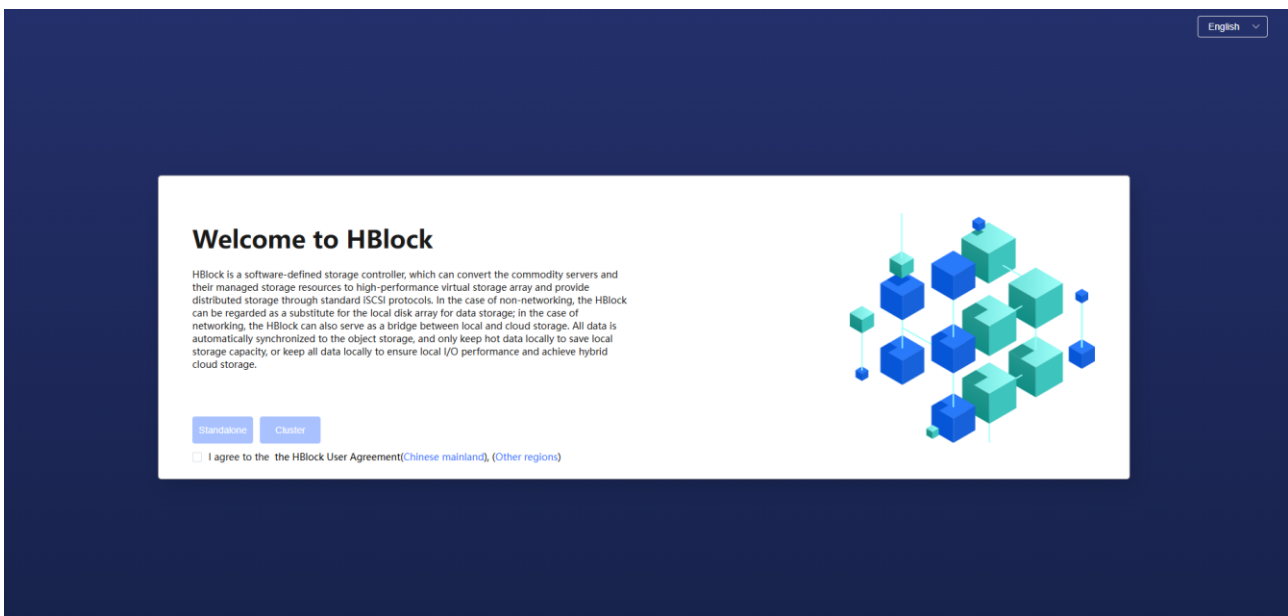 English
Welcome to HBlock
HBlock is a software-defined storage controller, which can convert the commodity servers and
their managed storage resources to high-performance virtual storage array and provide
distributed storage through standard iSCSI protocols. In the case of non-networking, the HBlock
can be regarded as a substitute for the local disk array for data storage; in the case of
networking, the HBlock can also serve as a bridge between local and cloud storage. All data is
automatically synchronized to the object storage, and only keep hot data locally to save local
storage capacity, or keep all data locally to ensure local I/O performance and achieve hybrid
cloud storage.
Standalone Cluster
I agree to the the HBlock User Agreement(Chinese mainland), (Other regions)